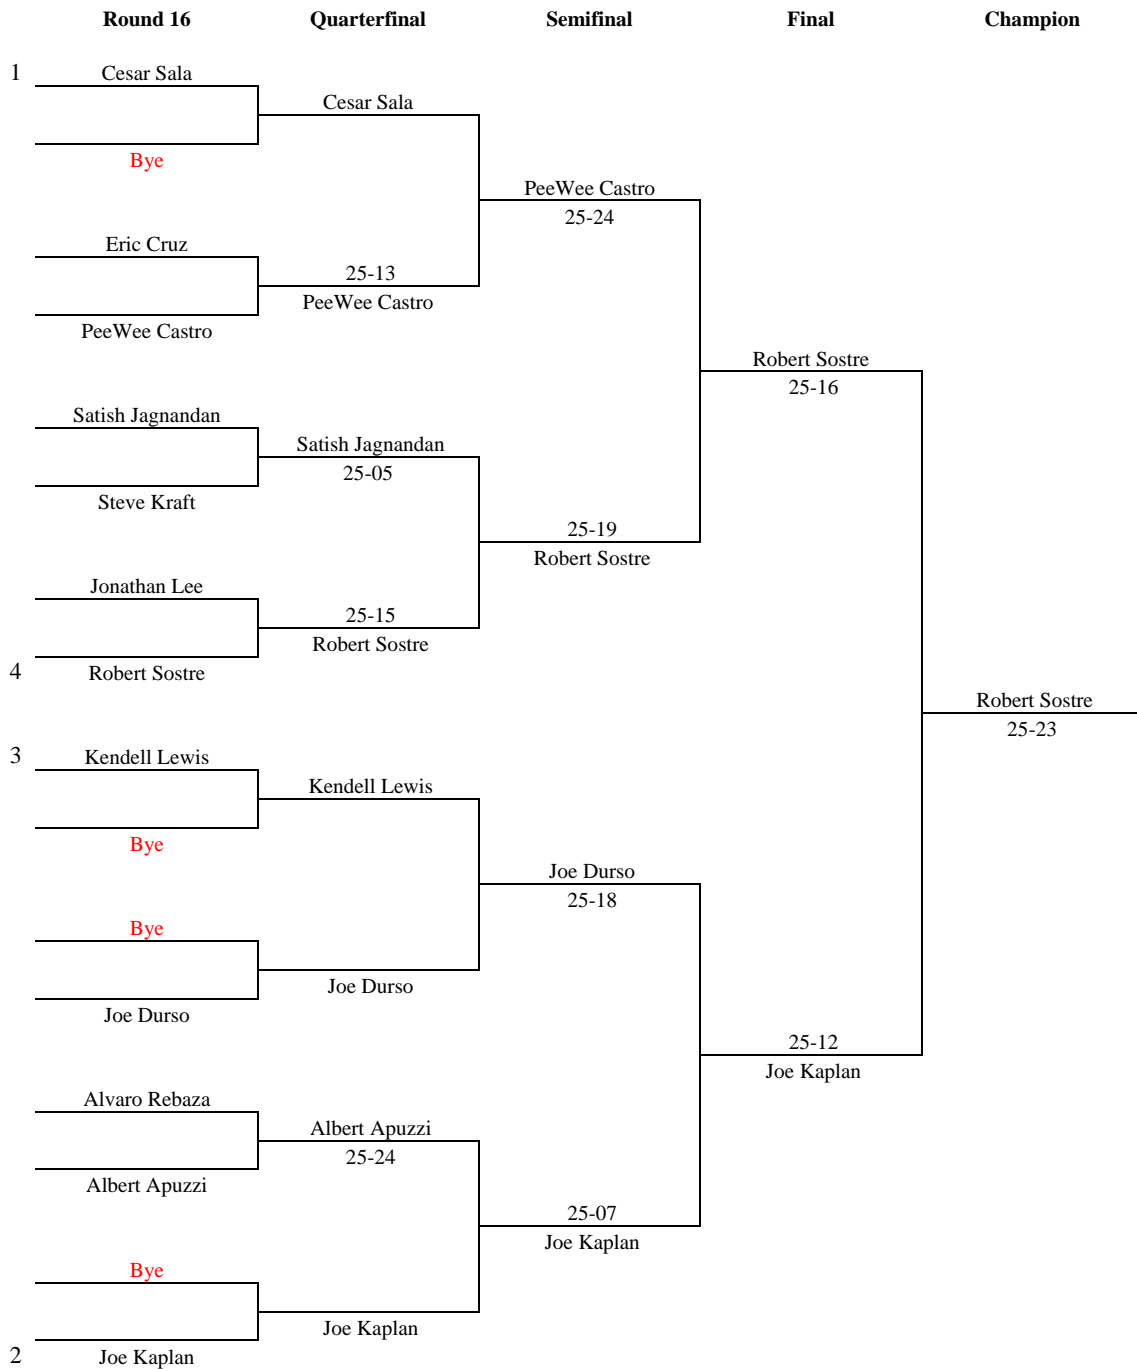 Round 16 Quarterfinal Semifinal Final Champion
1 Cesar Sala
Cesar Sala
Bye
PeeWee Castro
25-24
Eric Cruz
25-13
PeeWee Castro
PeeWee Castro
Robert Sostre
25-16
Satish Jagnandan
Satish Jagnandan
25-05
Steve Kraft
25-19
Robert Sostre
Jonathan Lee
25-15
Robert Sostre
4 Robert Sostre
Robert Sostre
25-23
3 Kendell Lewis
Kendell Lewis
Bye
Joe Durso
25-18
Bye
Joe Durso
Joe Durso
25-12
Joe Kaplan
Alvaro Rebaza
Albert Apuzzi
25-24
Albert Apuzzi
25-07
Joe Kaplan
Bye
Joe Kaplan
2 Joe Kaplan